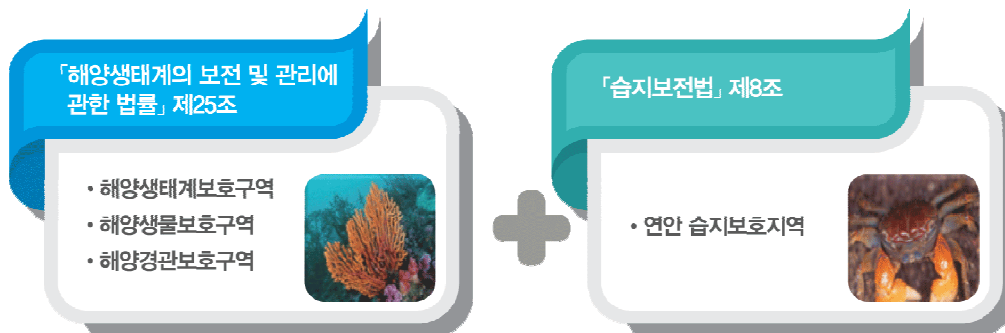 「해양생태계의 보전 및 관리에
관한 법률」 제25조
• 해양생태계보호구역
• 해양생물보호구역
• 해양경관보호구역
「습지보전법」 제8조
• 연안 습지보호지역